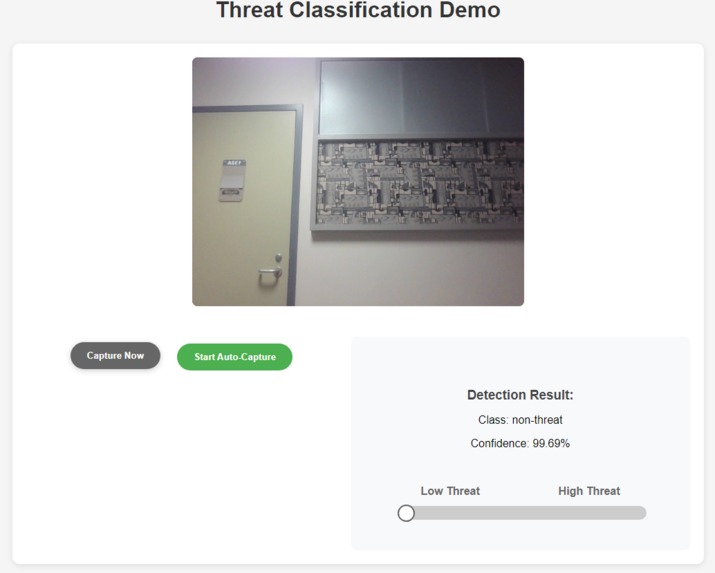 Threat Classification Demo
A257
Capture Now
Start Auto-Capture
Detection Result:
Class: non-threat
Confidence: 99.69%
Low Threat
High Threat